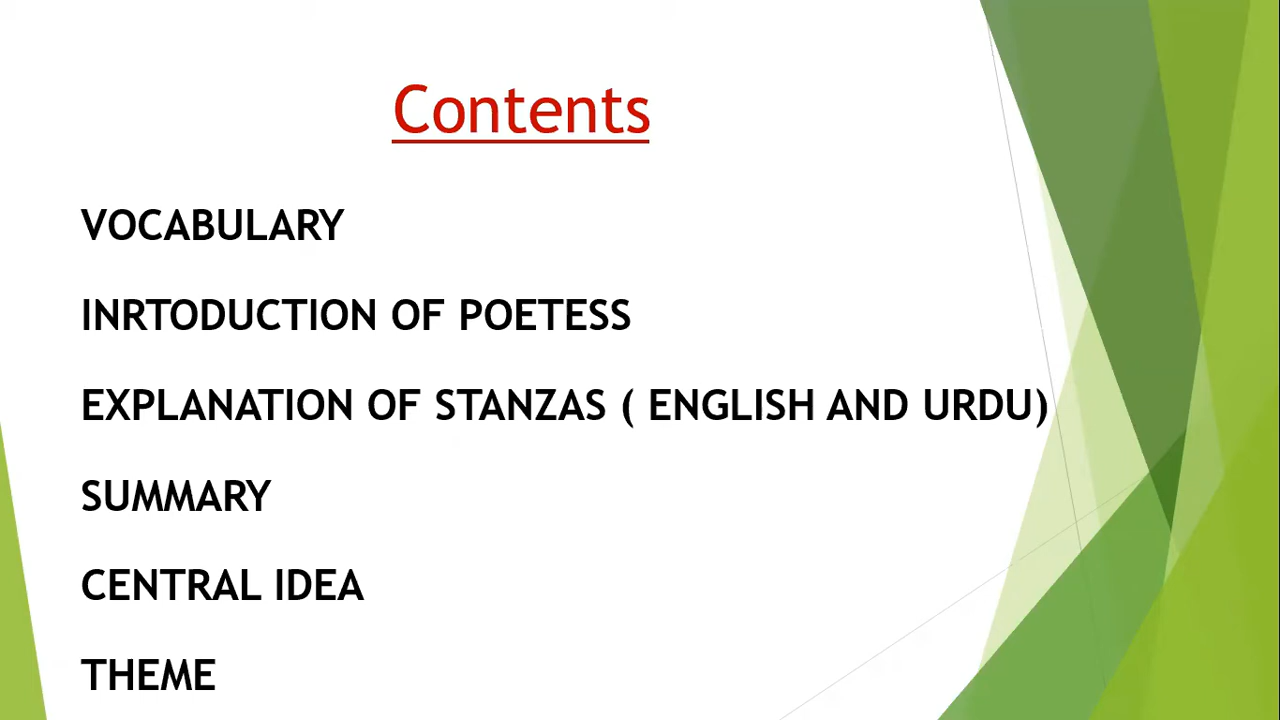 Contents
VOCABULARY
INRTODUCTION OF POETESS
EXPLANATION OF STANZAS ( ENGLISH AND URDU)
SUMMARY
CENTRAL IDEA
THEME